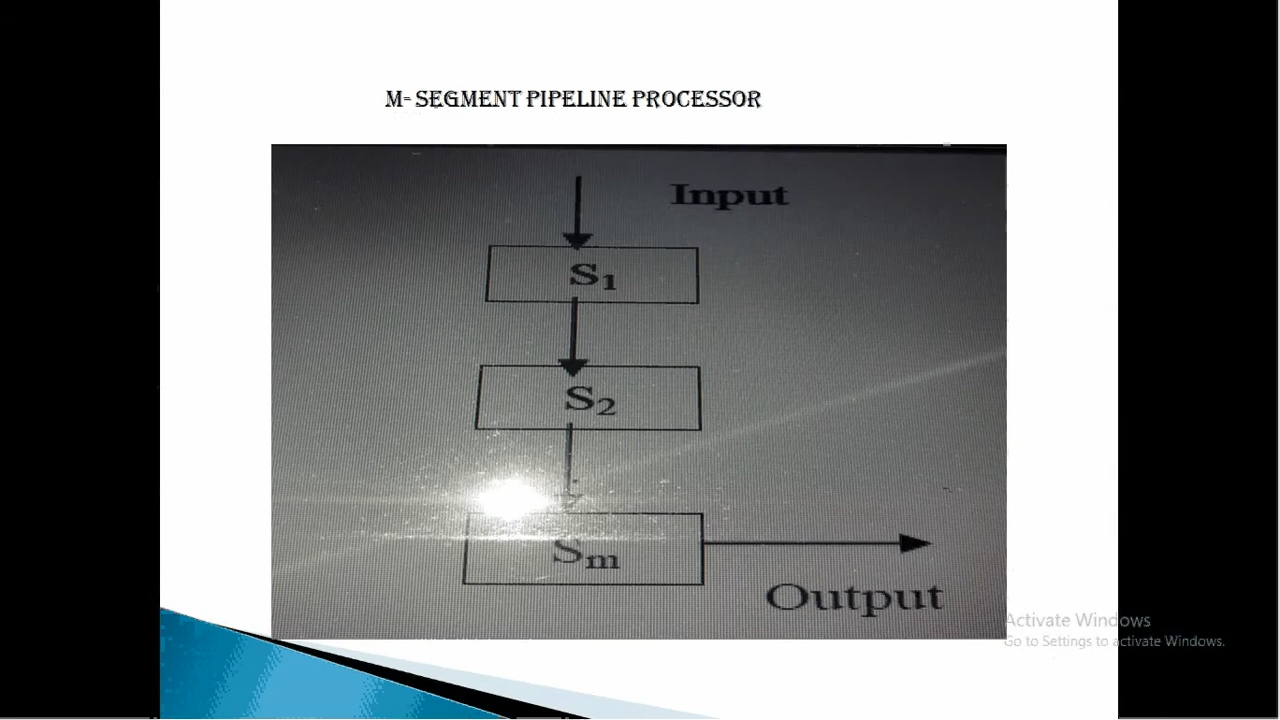 M- SEGMENT PIPELINE PROCESSOR
Input
S1
S2
Sm
Output
Activate Windows
Go to Settings to activate Windows.